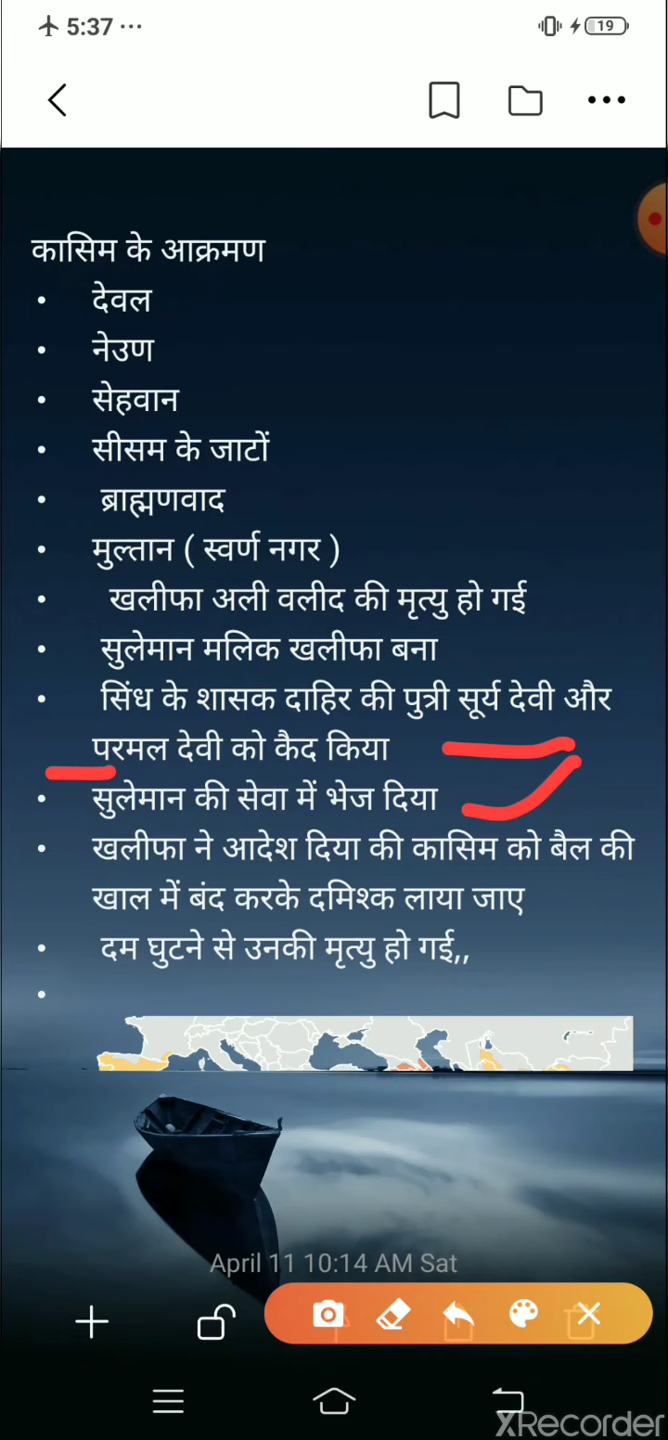 5:37 ...
19
कासिम के आक्रमण
• देवल
• नेउण
• सेहवान
• सीसम के जाटों
• ब्राह्मणवाद
• मुल्तान ( स्वर्ण नगर )
• खलीफा अली वलीद की मृत्यु हो गई
• सुलेमान मलिक खलीफा बना
• सिंध के शासक दाहिर की पुत्री सूर्य देवी और
परमल देवी को कैद किया
• सुलेमान की सेवा में भेज दिया
• खलीफा ने आदेश दिया की कासिम को बैल की
खाल में बंद करके दमिश्क लाया जाए
• दम घुटने से उनकी मृत्यु हो गई,,
•
April 11 10:14 AM Sat
XRecorder